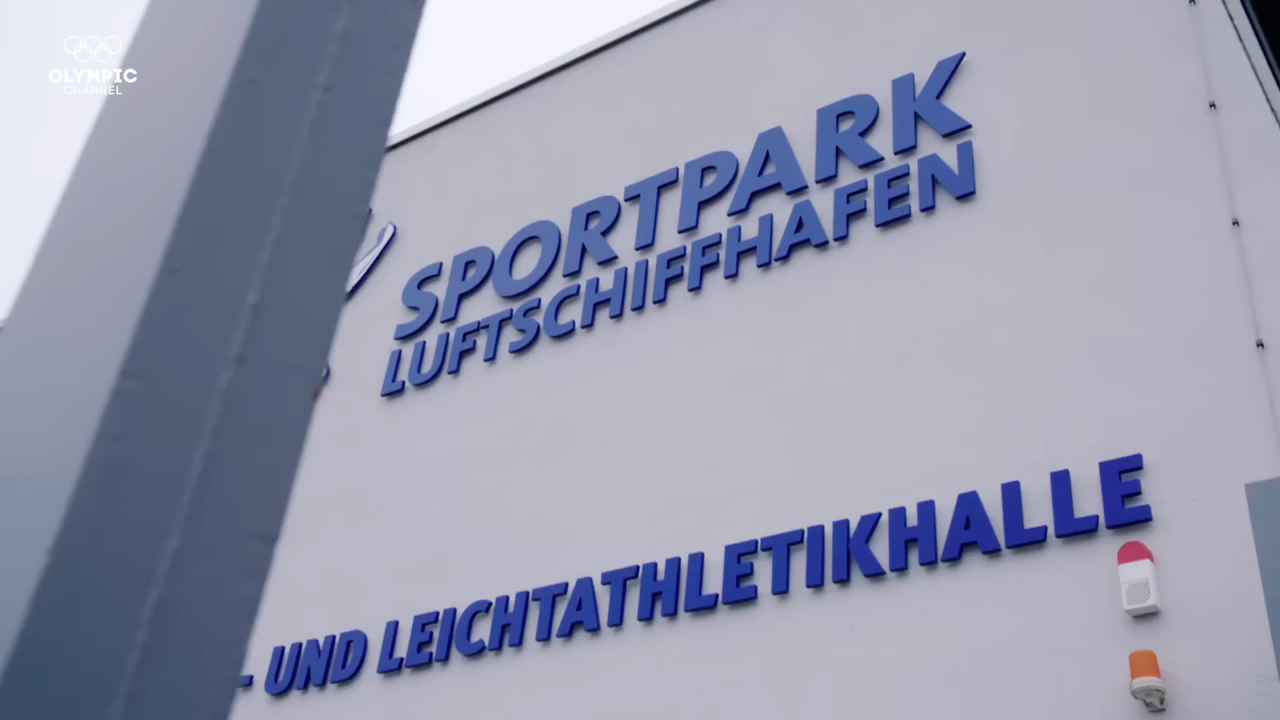 OLYMPIC
CHANNEL
SPORTPARK
LUFTSCHIFFHAFEN
- UND LEICHTATHLETIKHALLE